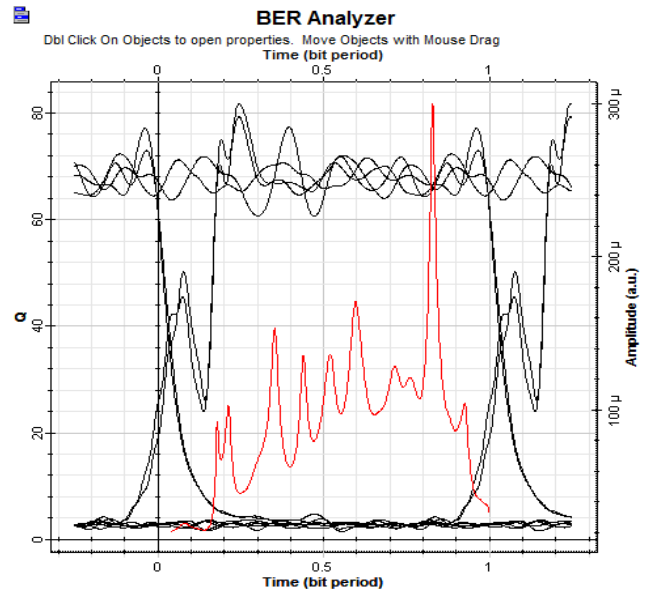 BER Analyzer
Dbl Click On Objects to open properties.  Move Objects with Mouse Drag
Time (bit period)
0 0.5 1
80
60
40
20
0
Q
300 µ
200 µ
100 µ
Amplitude (a.u.)
0 0.5 1
Time (bit period)